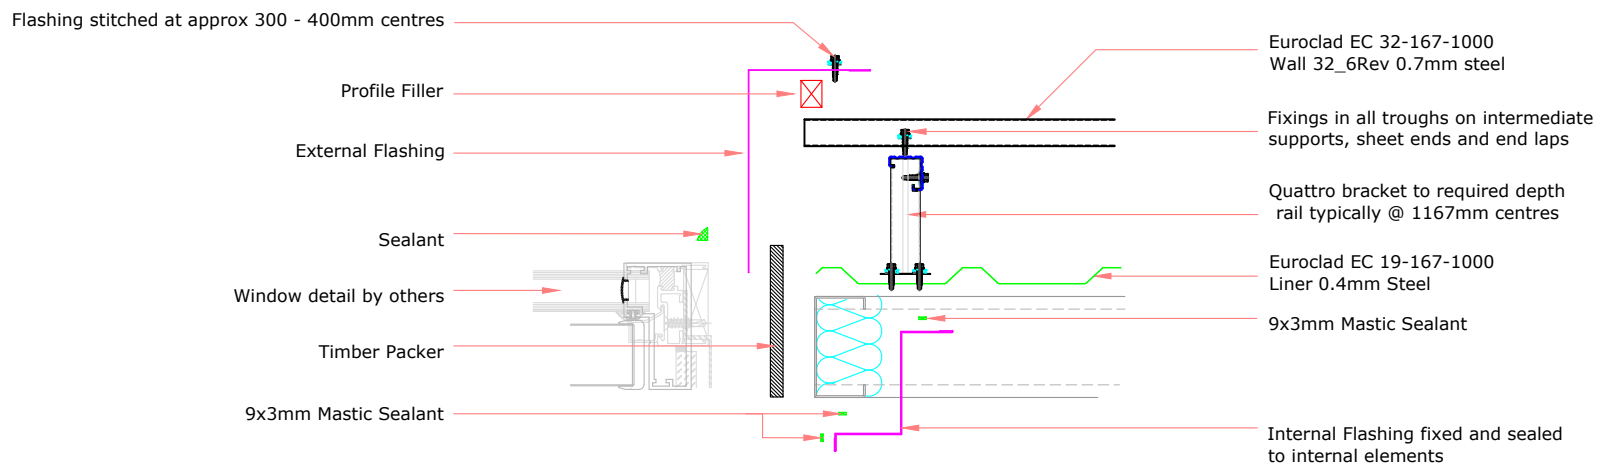 Flashing stitched at approx 300 - 400mm centres
Profile Filler
External Flashing
Sealant
Window detail by others
Timber Packer
9x3mm Mastic Sealant
Euroclad EC 32-167-1000
Wall 32_6Rev 0.7mm steel
Fixings in all troughs on intermediate
supports, sheet ends and end laps
Quattro bracket to required depth
rail typically @ 1167mm centres
Euroclad EC 19-167-1000
Liner 0.4mm Steel
9x3mm Mastic Sealant
Internal Flashing fixed and sealed
to internal elements